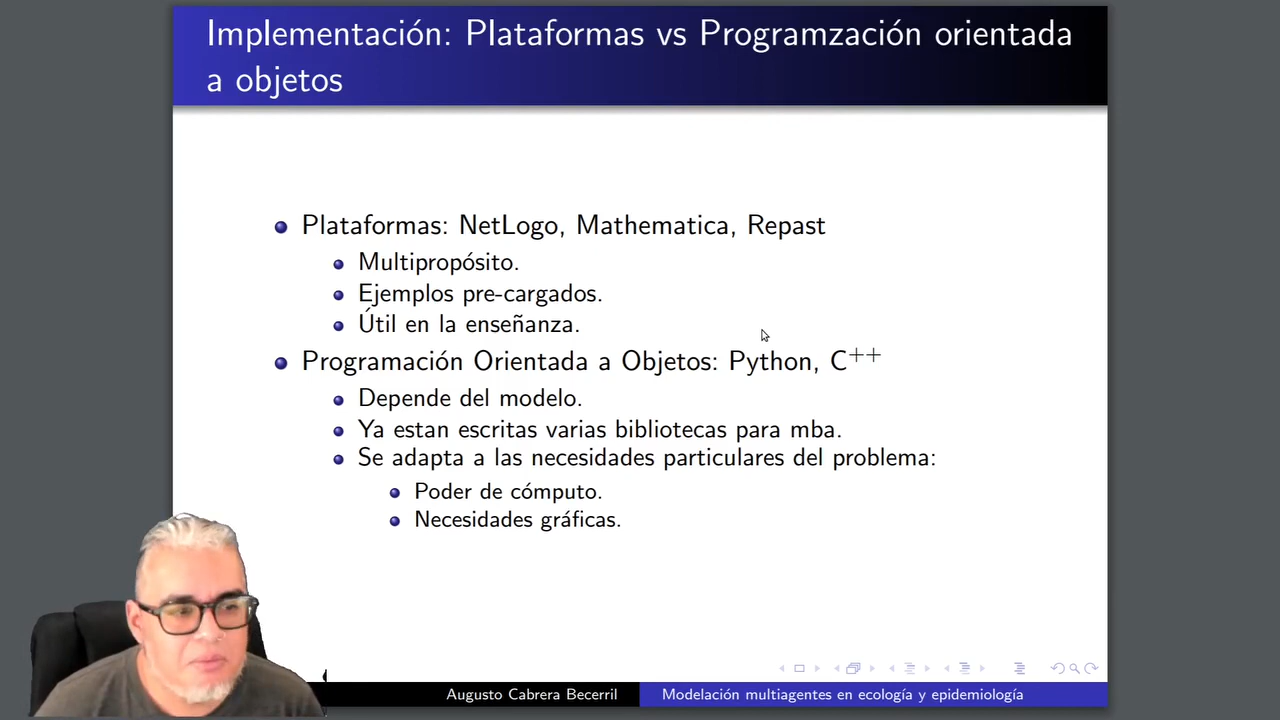 Implementación: Plataformas vs Programzación orientada
a objetos
Plataformas: NetLogo, Mathematica, Repast
Multipropósito.
Ejemplos pre-cargados.
Útil en la enseñanza.
Programación Orientada a Objetos: Python, C++
Depende del modelo.
Ya estan escritas varias bibliotecas para mba.
Se adapta a las necesidades particulares del problema:
Poder de cómputo.
Necesidades gráficas.
Augusto Cabrera Becerril
Modelación multiagentes en ecología y epidemiología